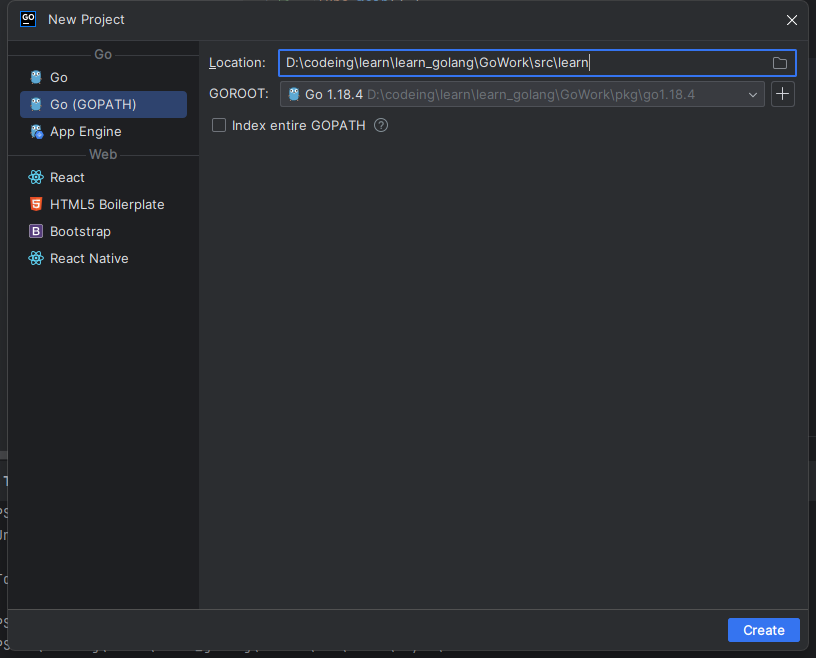 GO New Project
Go
Go
Go (GOPATH)
App Engine
Web
React
HTML5 Boilerplate
Bootstrap
React Native
Location: D:\codeing\learn\learn_golang\GoWork\src\learn
GOROOT: Go 1.18.4 D:\codeing\learn\learn_golang\GoWork\pkg\go1.18.4
Index entire GOPATH ?
Create